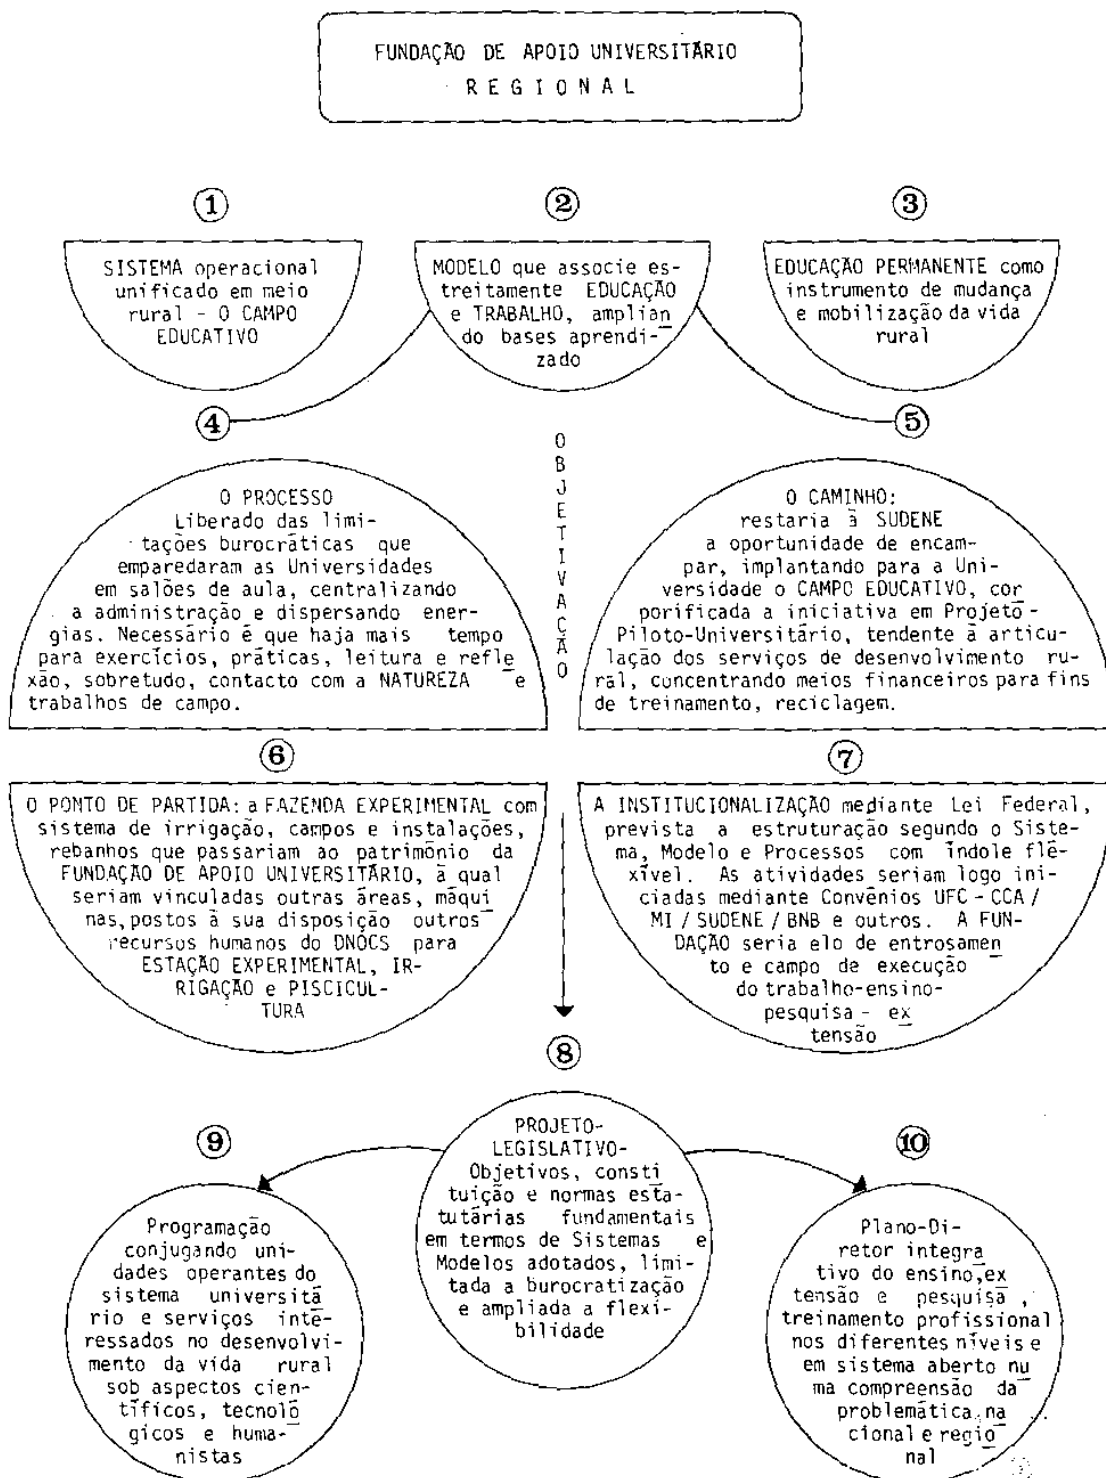 FUNDAÇÃO DE APOIO UNIVERSITÁRIO
REGIONAL
1
SISTEMA operacional
unificado em meio
rural - O CAMPO
EDUCATIVO
2
MODELO que associe es-
treitamente EDUCAÇÃO
e TRABALHO, amplian
do bases aprendi-
zado
3
EDUCAÇÃO PERMANENTE como
instrumento de mudança
e mobilização da vida
rural
4
O PROCESSO
Liberado das limi-
tações burocráticas que
emparedaram as Universidades
em salões de aula, centralizando
a administração e dispersando ener-
gias. Necessário é que haja mais tempo
para exercícios, práticas, leitura e refle
xão, sobretudo, contacto com a NATUREZA e
trabalhos de campo.
OBJETIVAÇÃO
5
O CAMINHO:
restaria à SUDENE
a oportunidade de encam-
par, implantando para a Uni-
versidade o CAMPO EDUCATIVO, cor
porificada a iniciativa em Projeto-
Piloto-Universitário, tendente à articu-
lação dos serviços de desenvolvimento ru-
ral, concentrando meios financeiros para fins
de treinamento, reciclagem.
6
O PONTO DE PARTIDA: a FAZENDA EXPERIMENTAL com
sistema de irrigação, campos e instalações,
rebanhos que passariam ao patrimônio da
FUNDAÇÃO DE APOIO UNIVERSITÁRIO, à qual
seriam vinculadas outras áreas, máqui
nas, postos à sua disposição outros
recursos humanos do DNOCS para
ESTAÇÃO EXPERIMENTAL, IR-
RIGAÇÃO e PISCICUL-
TURA
7
A INSTITUCIONALIZAÇÃO mediante Lei Federal,
prevista a estruturação segundo o Siste-
ma, Modelo e Processos com índole fle-
xível. As atividades seriam logo ini-
ciadas mediante Convênios UFC - CCA /
MI / SUDENE / BNB e outros. A FUN-
DAÇÃO seria elo de entrosamen
to e campo de execução
do trabalho-ensino-
pesquisa - ex
tensão
8
PROJETO-
LEGISLATIVO-
Objetivos, consti
tuição e normas esta-
tutárias fundamentais
em termos de Sistemas e
Modelos adotados, limi-
tada a burocratização
e ampliada a flexi-
bilidade
9
Programação
conjugando uni-
dades operantes do
sistema universitá
rio e serviços inte-
ressados no desenvolvi-
mento da vida rural
sob aspectos cien-
tíficos, tecnoló
gicos e huma-
nistas
10
Plano-Di-
retor integra
tivo do ensino, ex
tensão e pesquisa,
treinamento profissional
nos diferentes níveis e
em sistema aberto nu
ma compreensão da
problemática na
cional e regio
nal